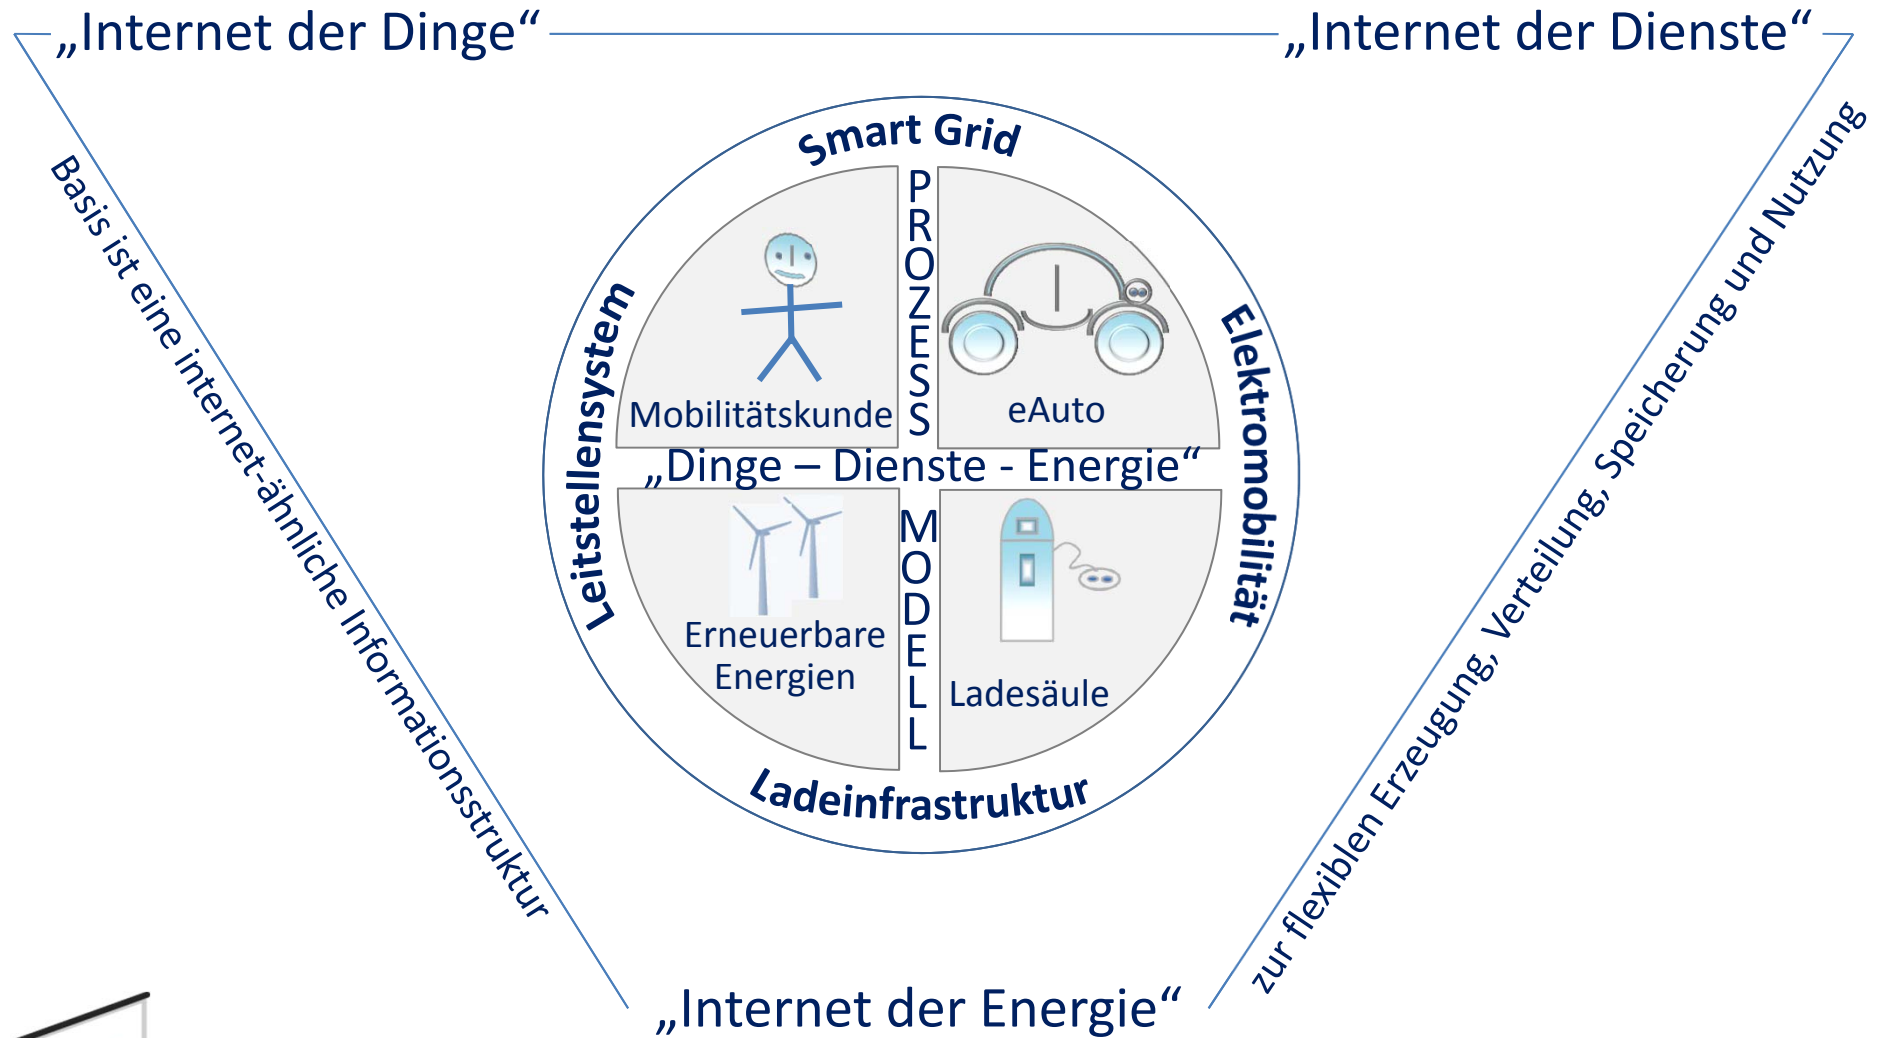 „Internet der Dinge“
„Internet der Dienste“
Basis ist eine internet-ähnliche Informationsstruktur
zur flexiblen Erzeugung, Verteilung, Speicherung und Nutzung
Smart Grid
Leitstellensystem
Elektromobilität
PROZESS
Mobilitätskunde
eAuto
„Dinge – Dienste - Energie“
MODELL
Erneuerbare
Energien
Ladesäule
Ladeinfrastruktur
„Internet der Energie“